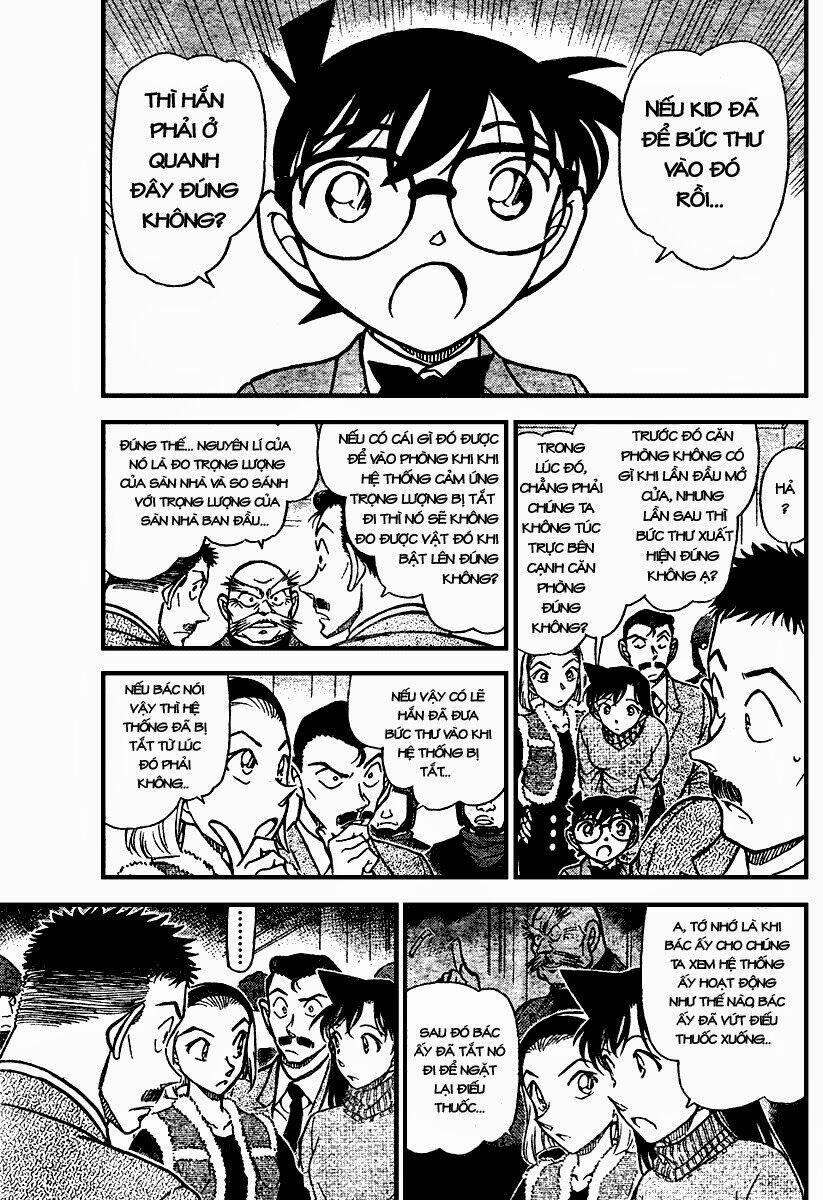 NẾU KID ĐÃ
ĐỂ BỨC THƯ
VÀO ĐÓ
RỒI...
THÌ HẮN
PHẢI Ở
QUANH
ĐÂY ĐÚNG
KHÔNG?
HẢ
?
TRƯỚC ĐÓ CĂN
PHÒNG KHÔNG CÓ
GÌ KHI LẦN ĐẦU MỞ
CỬA, NHƯNG
LẦN SAU THÌ
BỨC THƯ XUẤT
HIỆN ĐÚNG
KHÔNG Ạ?
TRONG
LÚC ĐÓ,
CHẲNG PHẢI
CHÚNG TA
KHÔNG TÚC
TRỰC BÊN
CẠNH CĂN
PHÒNG
ĐÚNG
KHÔNG?
...
NẾU CÓ CÁI GÌ ĐÓ ĐƯỢC
ĐỂ VÀO PHÒNG KHI KHI
HỆ THỐNG CẢM ỨNG
TRỌNG LƯỢNG BỊ TẮT
ĐI THÌ NÓ SẼ KHÔNG
ĐO ĐƯỢC VẬT ĐÓ KHI
BẬT LÊN ĐÚNG
KHÔNG?
ĐÚNG THẾ... NGUYÊN LÍ CỦA
NÓ LÀ ĐO TRỌNG LƯỢNG
CỦA SÀN NHÀ VÀ SO SÁNH
VỚI TRỌNG LƯỢNG CỦA
SÀN NHÀ BAN ĐẦU...
NẾU VẬY CÓ LẼ
HẮN ĐÃ ĐƯA
BỨC THƯ VÀO KHI
HỆ THỐNG BỊ
TẮT..
NẾU BÁC NÓI
VẬY THÌ HỆ
THỐNG ĐÃ BỊ
TẮT TỪ LÚC
ĐÓ PHẢI
KHÔNG..
A, TỚ NHỚ LÀ KHI
BÁC ẤY CHO CHÚNG
TA XEM HỆ THỐNG
ẤY HOẠT ĐỘNG
NHƯ THẾ NÀO, BÁC
ẤY ĐÃ VỨT ĐIẾU
THUỐC XUỐNG..
SAU ĐÓ BÁC
ẤY ĐÃ TẮT NÓ
ĐI ĐỂ NGẶT
LẠI ĐIẾU
THUỐC...
......